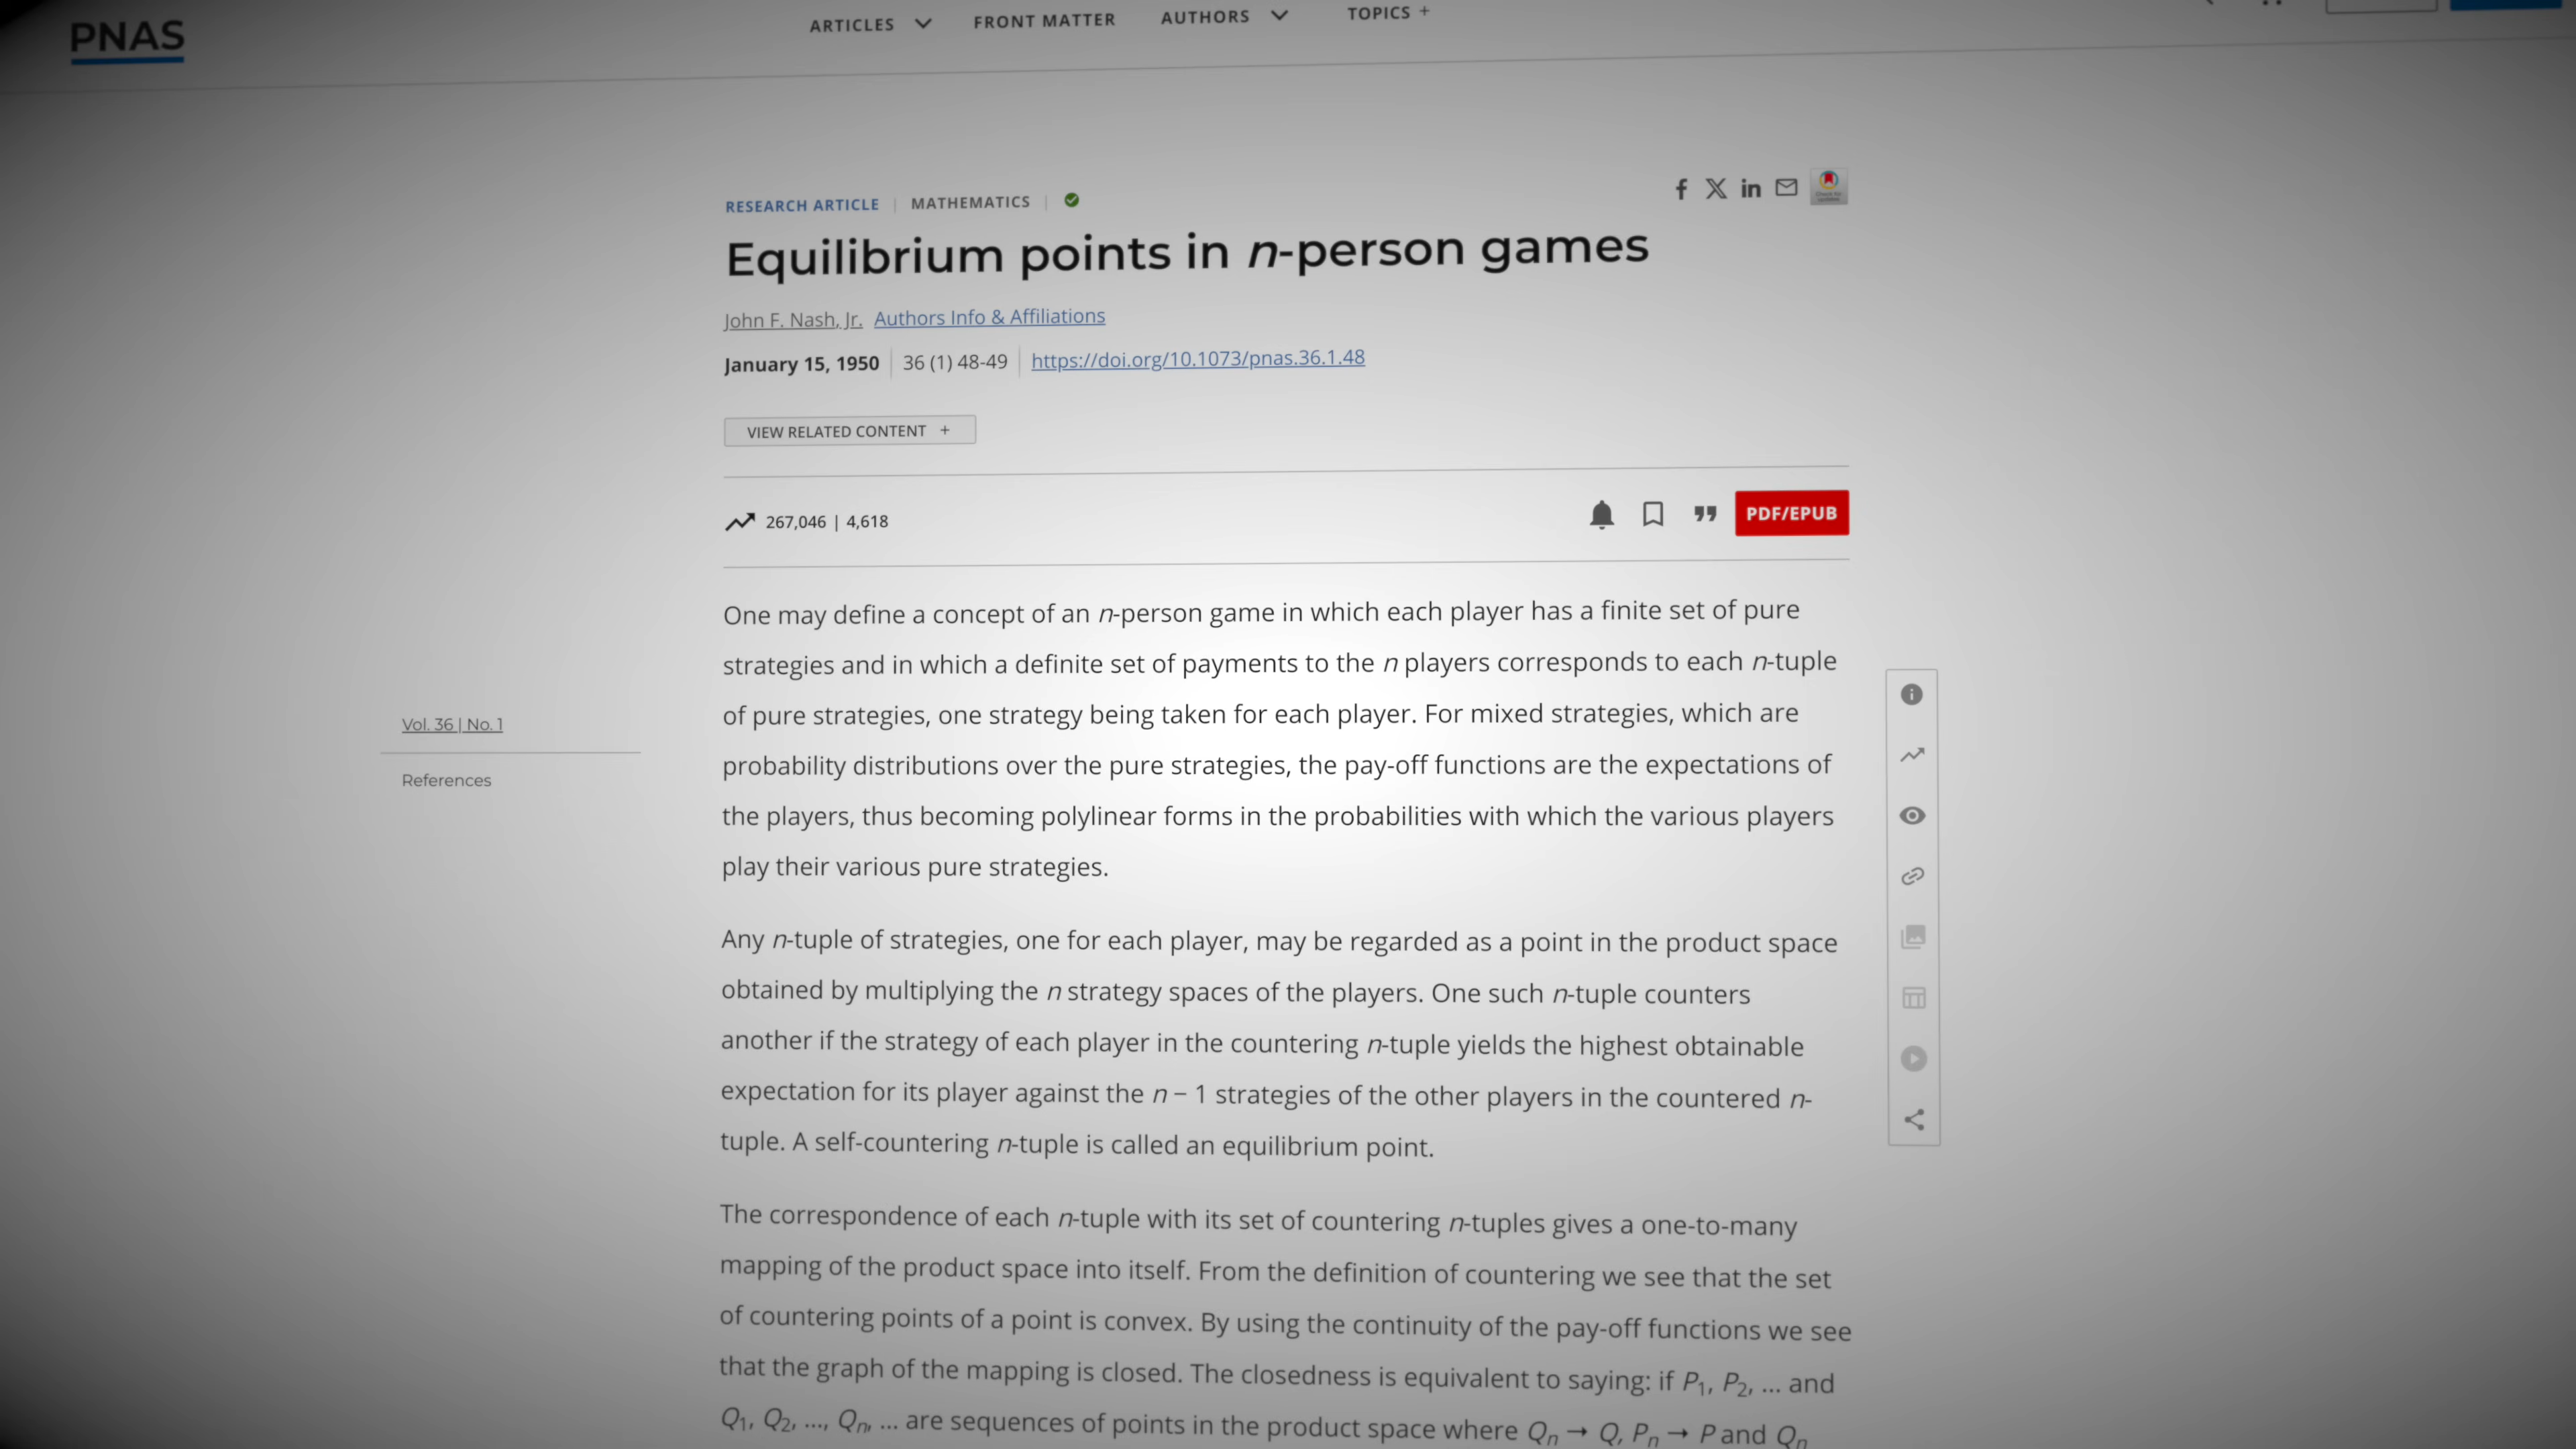 PNAS
ARTICLES
FRONT MATTER
AUTHORS
TOPICS +
RESEARCH ARTICLE | MATHEMATICS |
Equilibrium points in n-person games
John F. Nash, Jr. Authors Info & Affiliations
January 15, 1950 | 36 (1) 48-49 | https://doi.org/10.1073/pnas.36.1.48
VIEW RELATED CONTENT +
267,046 | 4,618
PDF/EPUB
One may define a concept of an n-person game in which each player has a finite set of pure
strategies and in which a definite set of payments to the n players corresponds to each n-tuple
of pure strategies, one strategy being taken for each player. For mixed strategies, which are
probability distributions over the pure strategies, the pay-off functions are the expectations of
the players, thus becoming polylinear forms in the probabilities with which the various players
play their various pure strategies.
Vol. 36 | No. 1
References
Any n-tuple of strategies, one for each player, may be regarded as a point in the product space
obtained by multiplying the n strategy spaces of the players. One such n-tuple counters
another if the strategy of each player in the countering n-tuple yields the highest obtainable
expectation for its player against the n − 1 strategies of the other players in the countered n-
tuple. A self-countering n-tuple is called an equilibrium point.
The correspondence of each n-tuple with its set of countering n-tuples gives a one-to-many
mapping of the product space into itself. From the definition of countering we see that the set
of countering points of a point is convex. By using the continuity of the pay-off functions we see
that the graph of the mapping is closed. The closedness is equivalent to saying: if P₁, P₂, ... and
Q₁, Q₂, ..., Qₙ, ... are sequences of points in the product space where Qₙ → Q, Pₙ → P and Qₙ